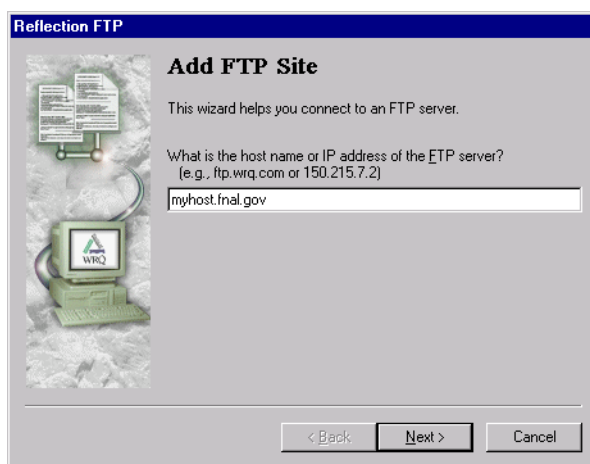 Reflection FTP
Add FTP Site
This wizard helps you connect to an FTP server.
What is the host name or IP address of the FTP server?
(e.g., ftp.wrq.com or 150.215.7.2)
myhost.fnal.gov
WRQ
< Back
Next >
Cancel